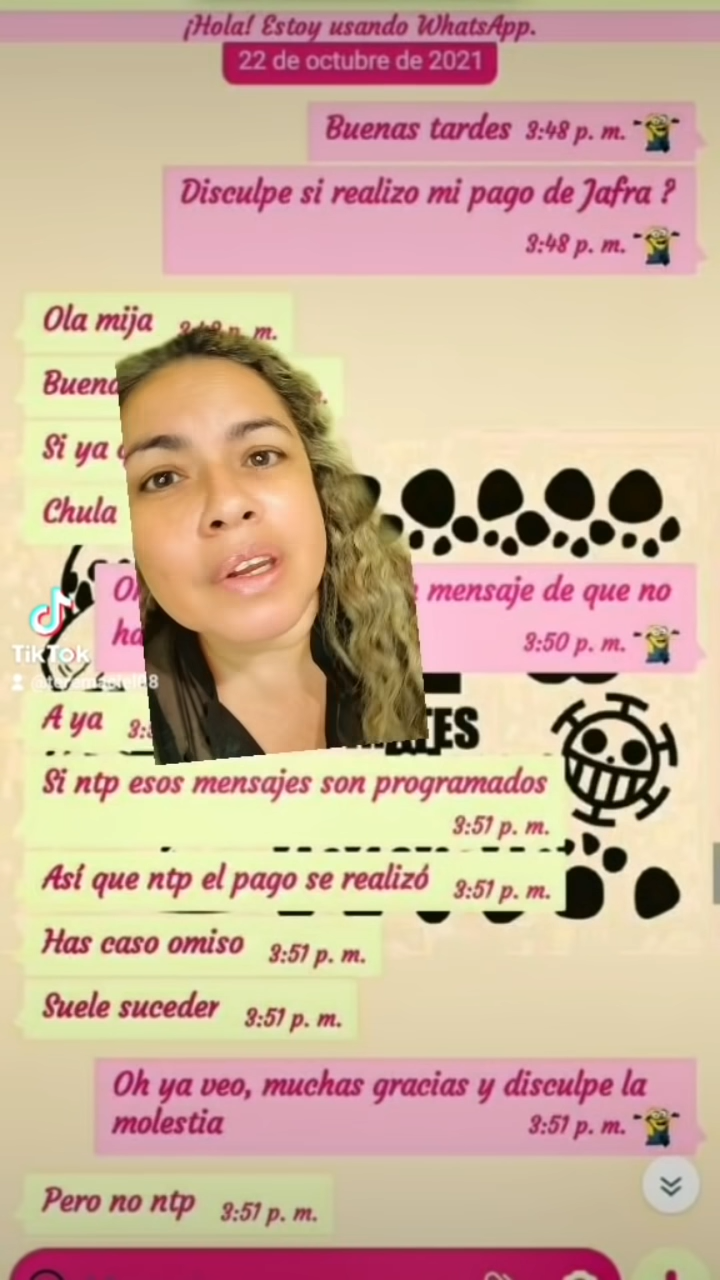 ¡Hola! Estoy usando WhatsApp.
22 de octubre de 2021
Buenas tardes 3:48 p. m.
Disculpe si realizo mi pago de Jafra ?
3:48 p. m.
Ola mija p. m.
Si ya
Chula
mensaje de que no
3:50 p. m.
TikTok
A ya
Si ntp esos mensajes son programados
3:51 p. m.
Así que ntp el pago se realizó 3:51 p. m.
Has caso omiso 3:51 p. m.
Suele suceder 3:51 p. m.
Oh ya veo, muchas gracias y disculpe la
molestia 3:51 p. m.
Pero no ntp 3:51 p. m.